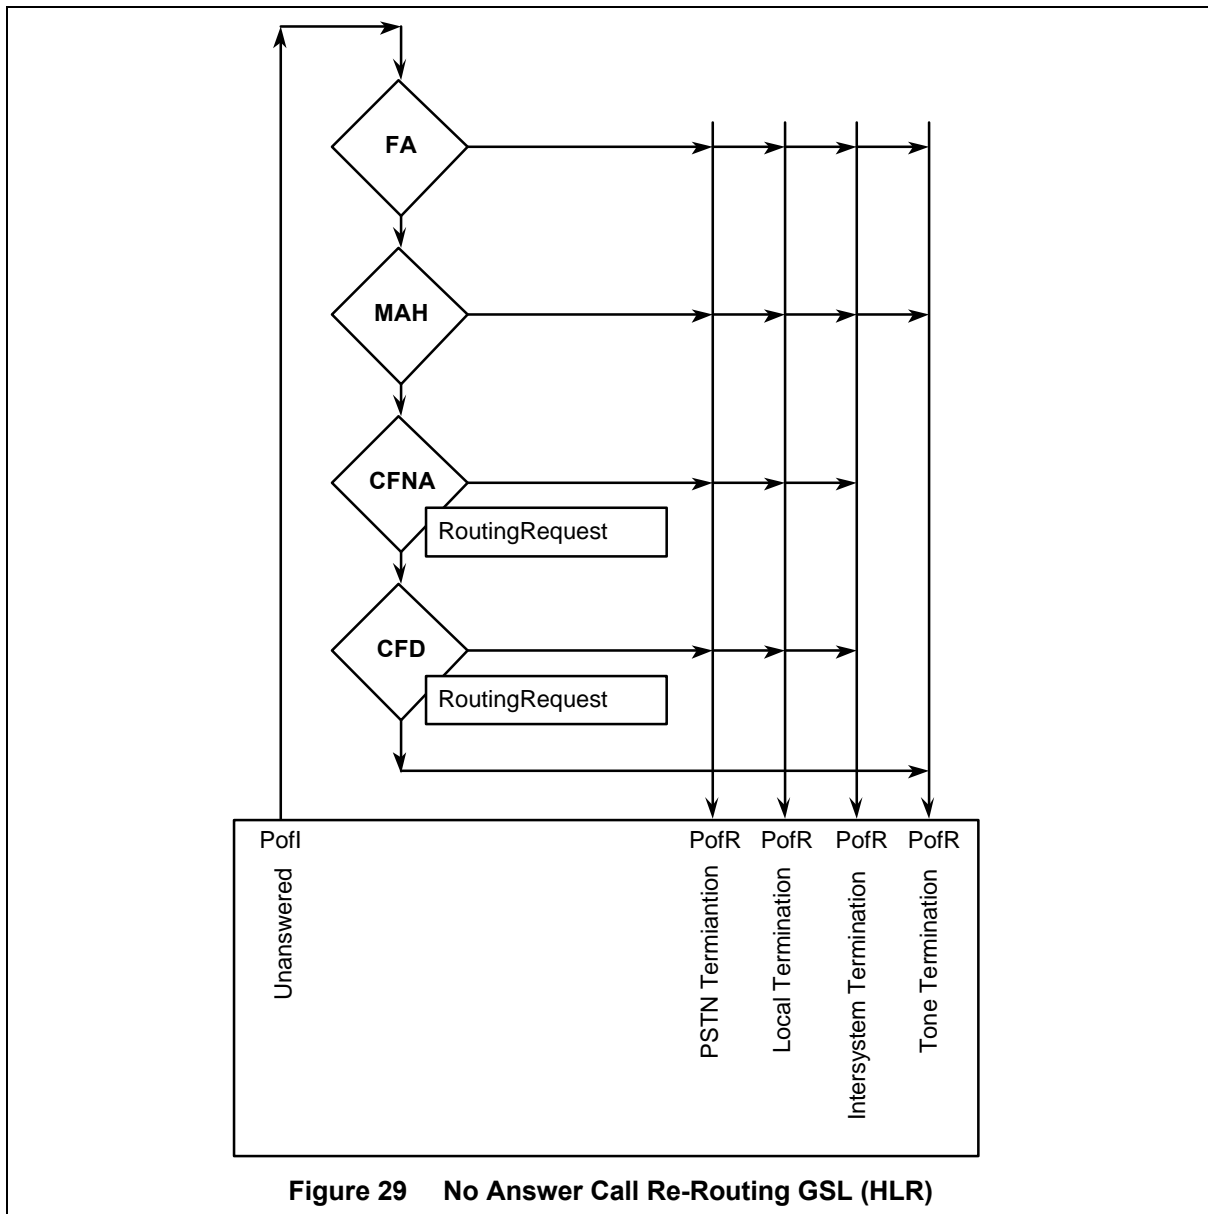 FA
MAH
CFNA
RoutingRequest
CFD
RoutingRequest
PofI
PofR
PofR
PofR
PofR
Unanswered
PSTN Termiantion
Local Termination
Intersystem Termination
Tone Termination
Figure 29 No Answer Call Re-Routing GSL (HLR)